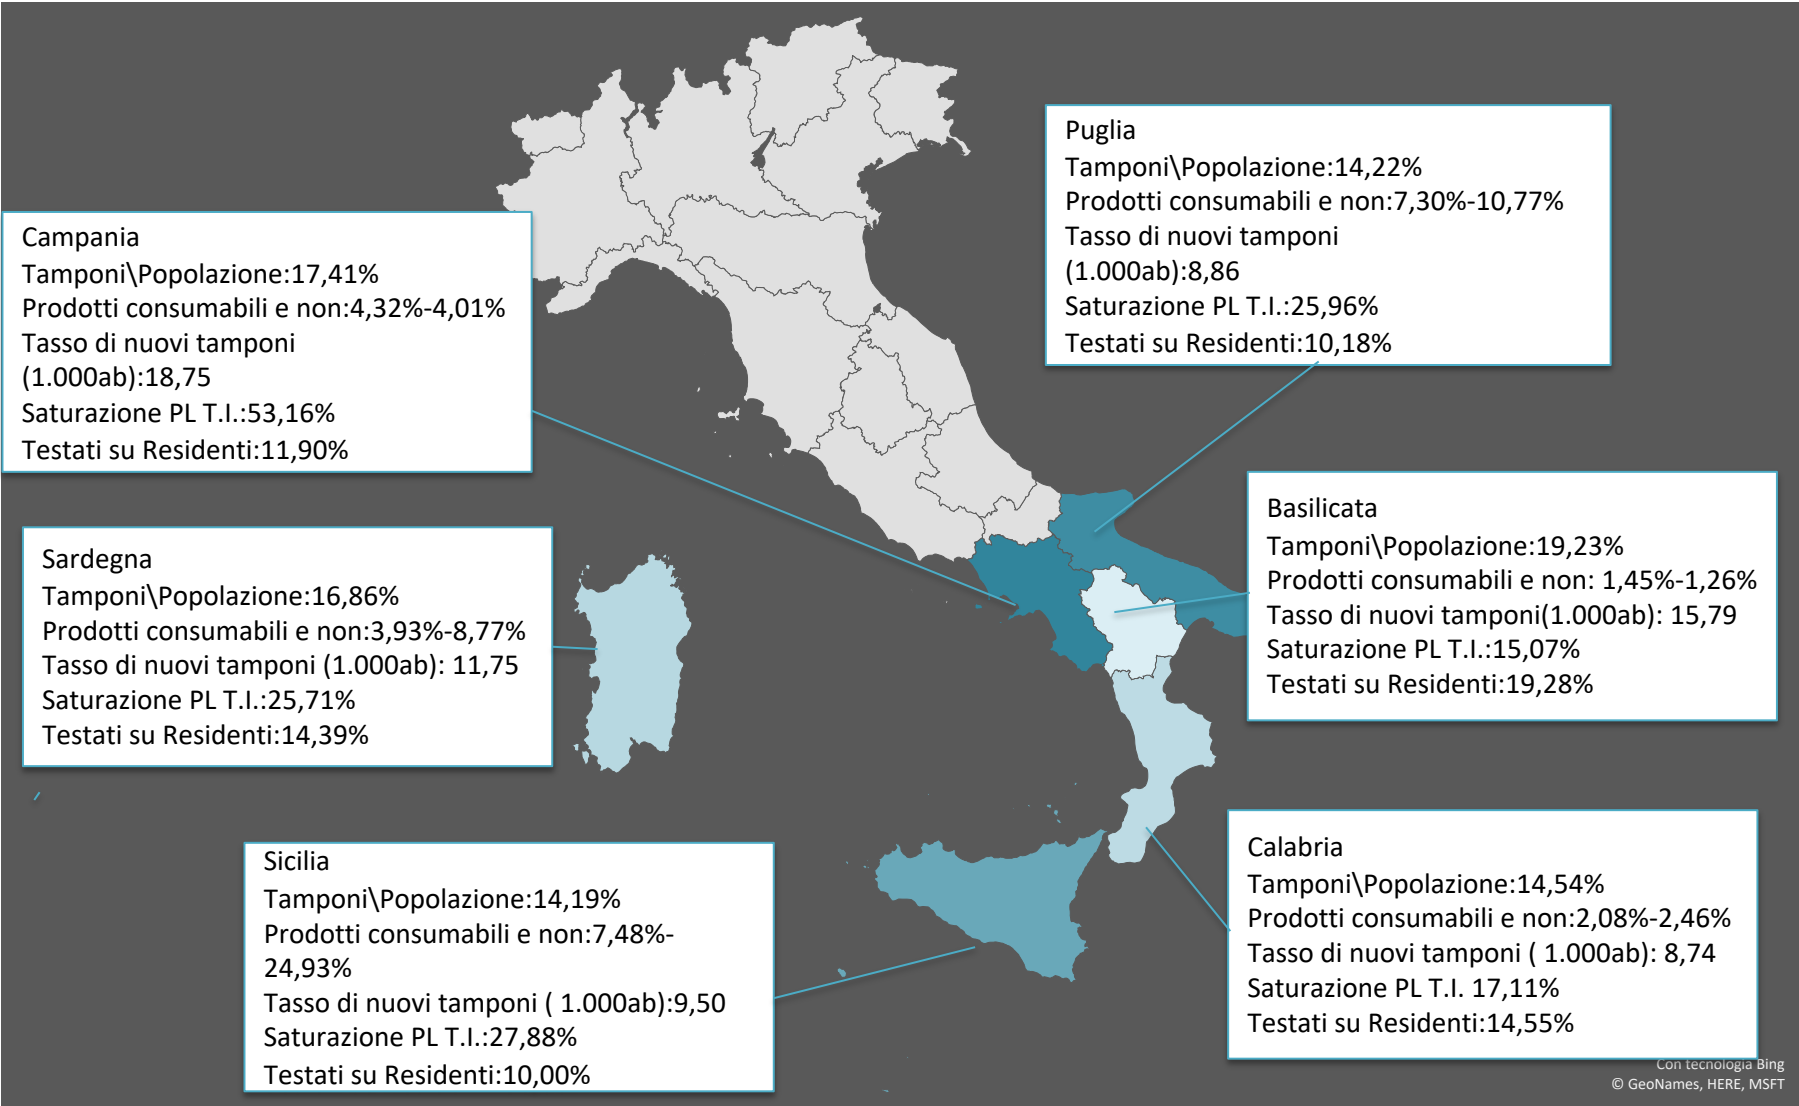 Puglia
Tamponi\Popolazione:14,22%
Prodotti consumabili e non:7,30%-10,77%
Tasso di nuovi tamponi
(1.000ab):8,86
Saturazione PL T.I.:25,96%
Testati su Residenti:10,18%
Campania
Tamponi\Popolazione:17,41%
Prodotti consumabili e non:4,32%-4,01%
Tasso di nuovi tamponi
(1.000ab):18,75
Saturazione PL T.I.:53,16%
Testati su Residenti:11,90%
Basilicata
Tamponi\Popolazione:19,23%
Prodotti consumabili e non: 1,45%-1,26%
Tasso di nuovi tamponi(1.000ab): 15,79
Saturazione PL T.I.:15,07%
Testati su Residenti:19,28%
Sardegna
Tamponi\Popolazione:16,86%
Prodotti consumabili e non:3,93%-8,77%
Tasso di nuovi tamponi (1.000ab): 11,75
Saturazione PL T.I.:25,71%
Testati su Residenti:14,39%
Calabria
Tamponi\Popolazione:14,54%
Prodotti consumabili e non:2,08%-2,46%
Tasso di nuovi tamponi ( 1.000ab): 8,74
Saturazione PL T.I. 17,11%
Testati su Residenti:14,55%
Sicilia
Tamponi\Popolazione:14,19%
Prodotti consumabili e non:7,48%-
24,93%
Tasso di nuovi tamponi ( 1.000ab):9,50
Saturazione PL T.I.:27,88%
Testati su Residenti:10,00%
Con tecnologia Bing
© GeoNames, HERE, MSFT